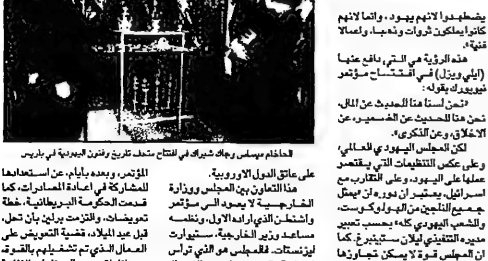 يضطهدوا لانهم يهود، وانما لانهم
كانوا يملكون ثروات وذهبا، واعمالا
فنية».
هذه الرؤية هي التي دافع عنها
(ايلي ويزل) في افتتاح مؤتمر
نيويورك بقوله:
«نحن لسنا هنا للحديث عن المال،
نحن هنا للحديث عن الضمير، عن
الاخلاق، وعن الذكرى».
لكن المجلس اليهودي العالمي،
وعلى عكس التنظيمات التي يقتصر
عملها على اليهود، وعلى التقارب مع
اسرائيل، يعتبر ان دوره ان «يمثل
جميع الناجين من الهولوكوست،
والشعب اليهودي كله» بحسب تعبير
مديره التنفيذي ايلان ستينبرغ. كما
ان المجلس قوة لا يمكن تجاوزها
الحاخام وجاك شيراك في افتتاح متحف تاريخ وفنون اليهودية في باريس
على عاتق الدول الاوروبية.
هذا التعاون بين المجلس ووزارة
الخارجية لا يعود الى مؤتمر
واشنطن الذي اراده الاول، ونظمه
مساعد وزير الخارجية، ستيوارت
ايزنستات. فالمجلس هو الذي ترأس
المؤتمر، وبعده بأيام، عن استعدادها
للمشاركة في اعادة المصادرات، كما
قدمت الحكومة البريطانية، خطة
تعويضات، والتزمت برلين بأن تحل،
قبل عيد الميلاد، قضية التعويض على
العمال الذي تم تشغيلهم بالقوة،